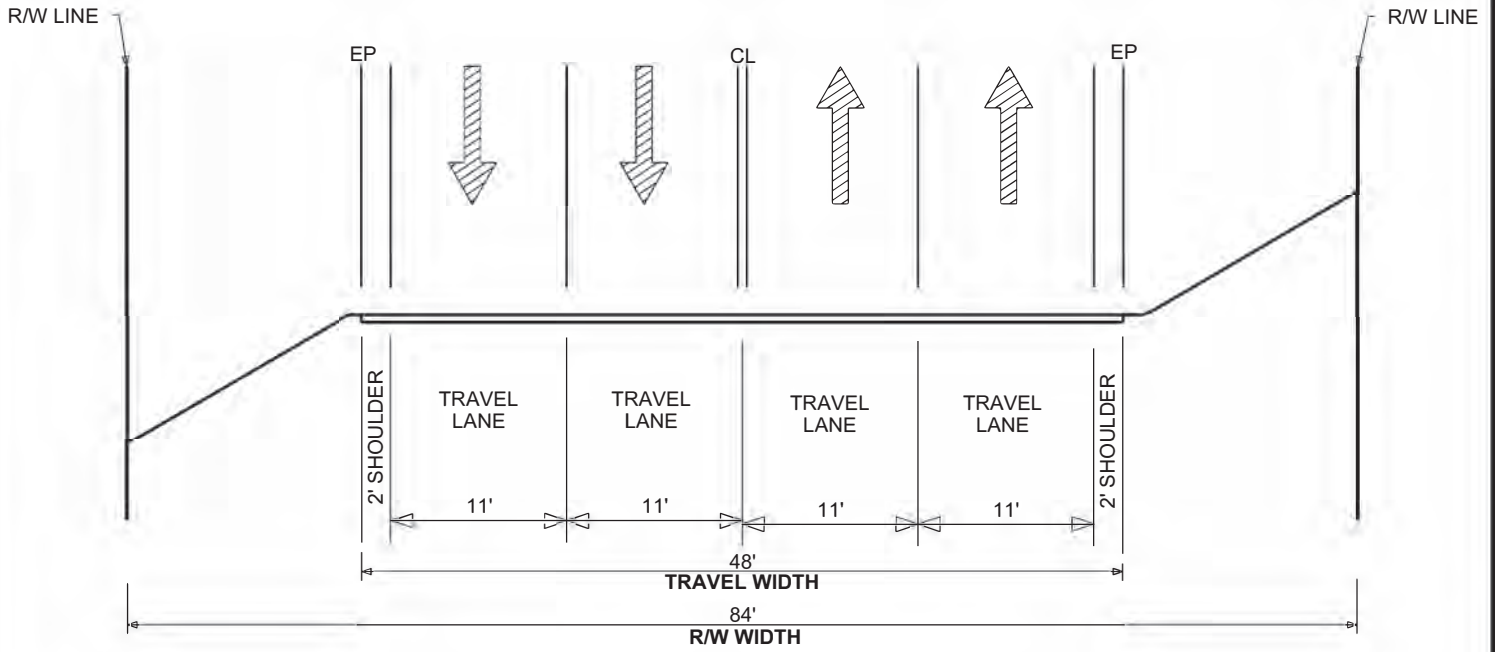 R/W LINE
R/W LINE
EP
CL
EP
2' SHOULDER
TRAVEL
LANE
TRAVEL
LANE
TRAVEL
LANE
TRAVEL
LANE
2' SHOULDER
11'
11'
11'
11'
48'
TRAVEL WIDTH
84'
R/W WIDTH